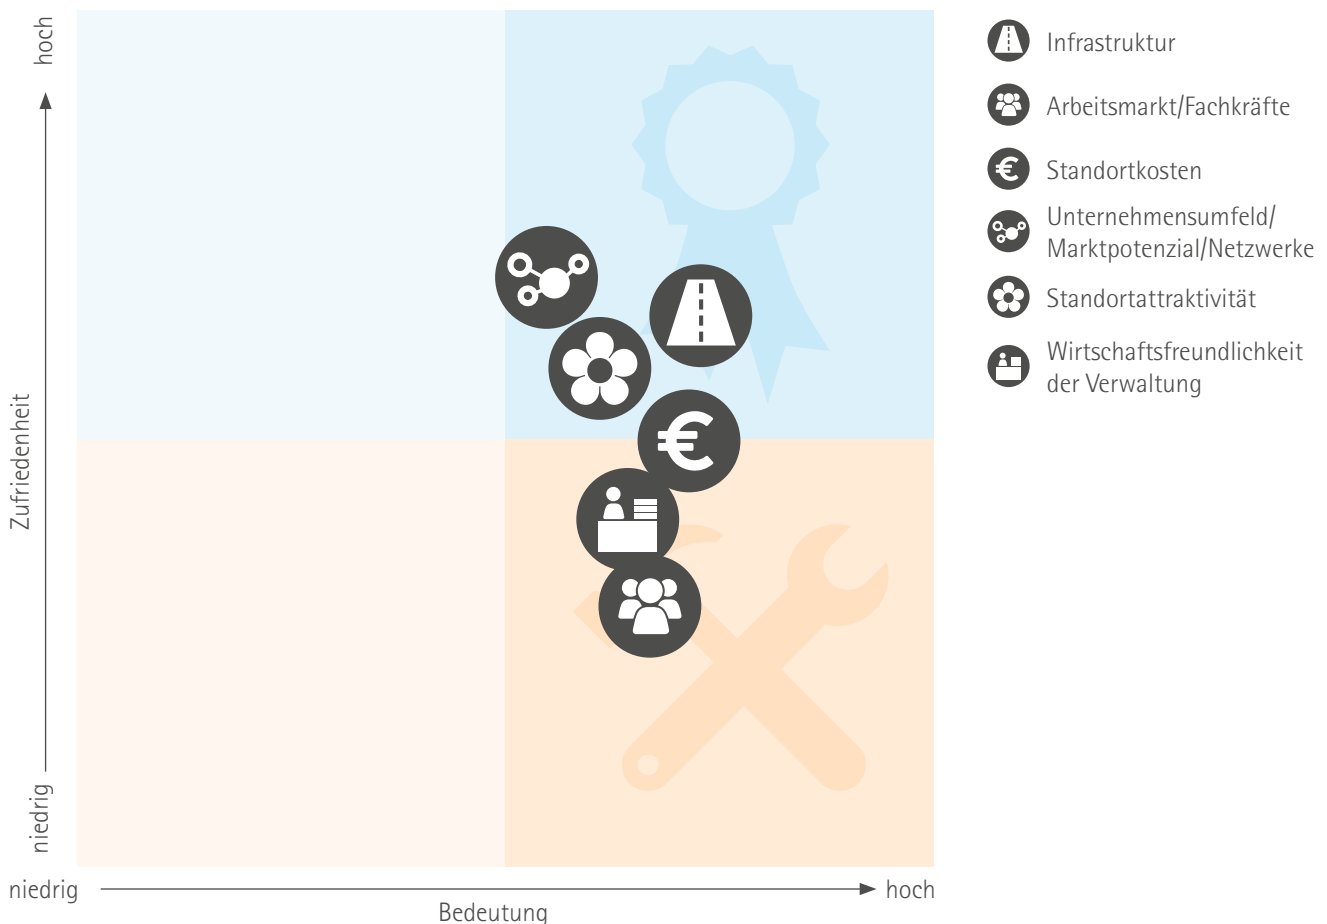 hoch
Zufriedenheit
niedrig
niedrig
hoch
Bedeutung
Infrastruktur
Arbeitsmarkt/Fachkräfte
€
Standortkosten
Unternehmensumfeld/
Marktpotenzial/Netzwerke
Standortattraktivität
Wirtschaftsfreundlichkeit
der Verwaltung
€